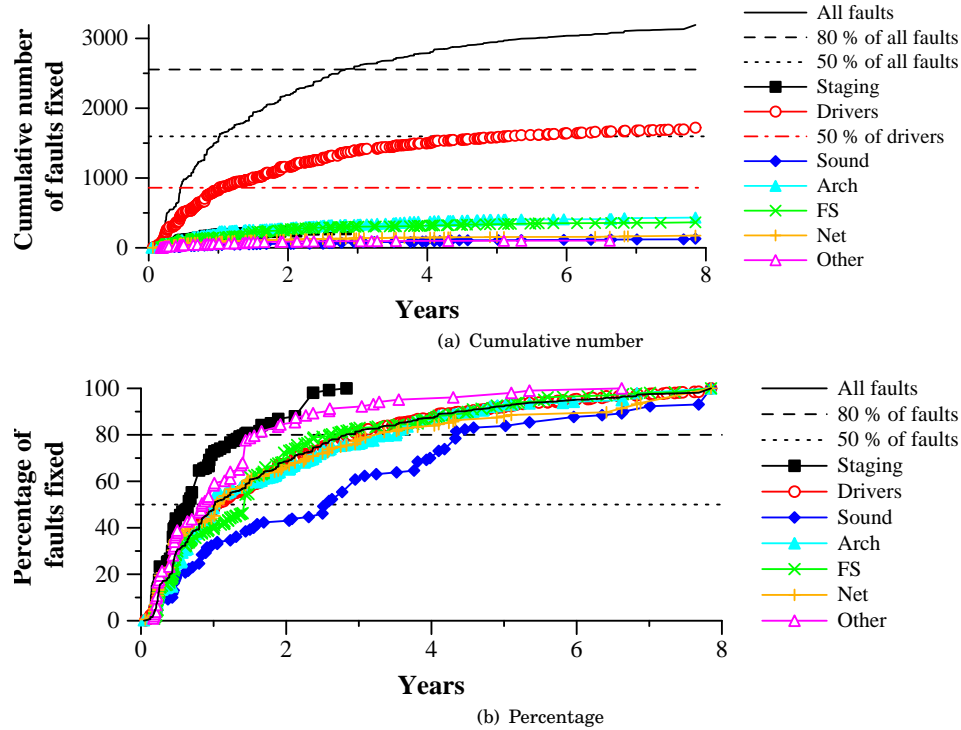 Cumulative number
of faults fixed
3000
2000
1000
0
0 2 4 6 8
Years
All faults
80 % of all faults
50 % of all faults
Staging
Drivers
50 % of drivers
Sound
Arch
FS
Net
Other
(a) Cumulative number
Percentage of
faults fixed
100
80
60
40
20
0
0 2 4 6 8
Years
All faults
80 % of faults
50 % of faults
Staging
Drivers
Sound
Arch
FS
Net
Other
(b) Percentage